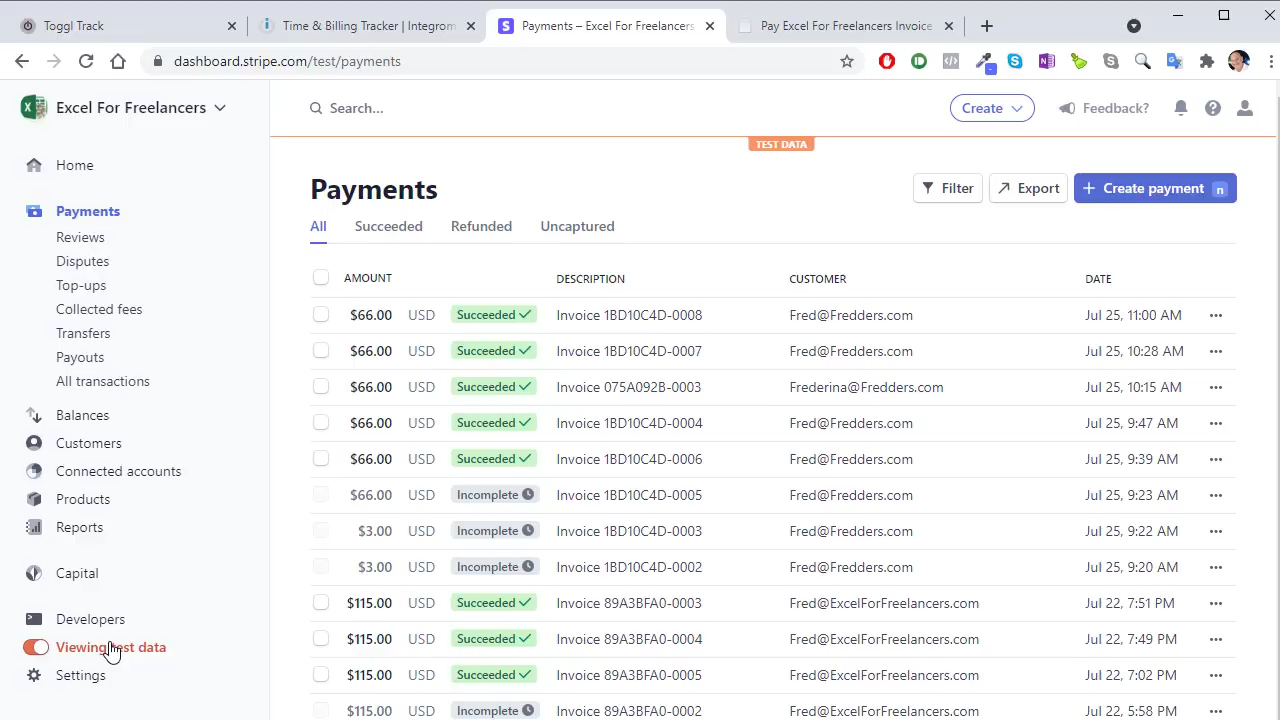 Toggl Track
Time & Billing Tracker | Integrom
Payments – Excel For Freelancers
Pay Excel For Freelancers Invoice
dashboard.stripe.com/test/payments
Excel For Freelancers
Search...
Create
Feedback?
TEST DATA
Home
Payments
Reviews
Disputes
Top-ups
Collected fees
Transfers
Payouts
All transactions
Balances
Customers
Connected accounts
Products
Reports
Capital
Developers
Viewing test data
Settings
Payments
Filter
Export
Create payment n
All Succeeded Refunded Uncaptured
AMOUNT DESCRIPTION CUSTOMER DATE
$66.00 USD Succeeded Invoice 1BD10C4D-0008 Fred@Fredders.com Jul 25, 11:00 AM
$66.00 USD Succeeded Invoice 1BD10C4D-0007 Fred@Fredders.com Jul 25, 10:28 AM
$66.00 USD Succeeded Invoice 075A092B-0003 Frederina@Fredders.com Jul 25, 10:15 AM
$66.00 USD Succeeded Invoice 1BD10C4D-0004 Fred@Fredders.com Jul 25, 9:47 AM
$66.00 USD Succeeded Invoice 1BD10C4D-0006 Fred@Fredders.com Jul 25, 9:39 AM
$66.00 USD Incomplete Invoice 1BD10C4D-0005 Fred@Fredders.com Jul 25, 9:23 AM
$3.00 USD Incomplete Invoice 1BD10C4D-0003 Fred@Fredders.com Jul 25, 9:22 AM
$3.00 USD Incomplete Invoice 1BD10C4D-0002 Fred@Fredders.com Jul 25, 9:20 AM
$115.00 USD Succeeded Invoice 89A3BFA0-0003 Fred@ExcelForFreelancers.com Jul 22, 7:51 PM
$115.00 USD Succeeded Invoice 89A3BFA0-0004 Fred@ExcelForFreelancers.com Jul 22, 7:49 PM
$115.00 USD Succeeded Invoice 89A3BFA0-0005 Fred@ExcelForFreelancers.com Jul 22, 7:02 PM
$115.00 USD Incomplete Invoice 89A3BFA0-0002 Fred@ExcelForFreelancers.com Jul 22, 5:58 PM